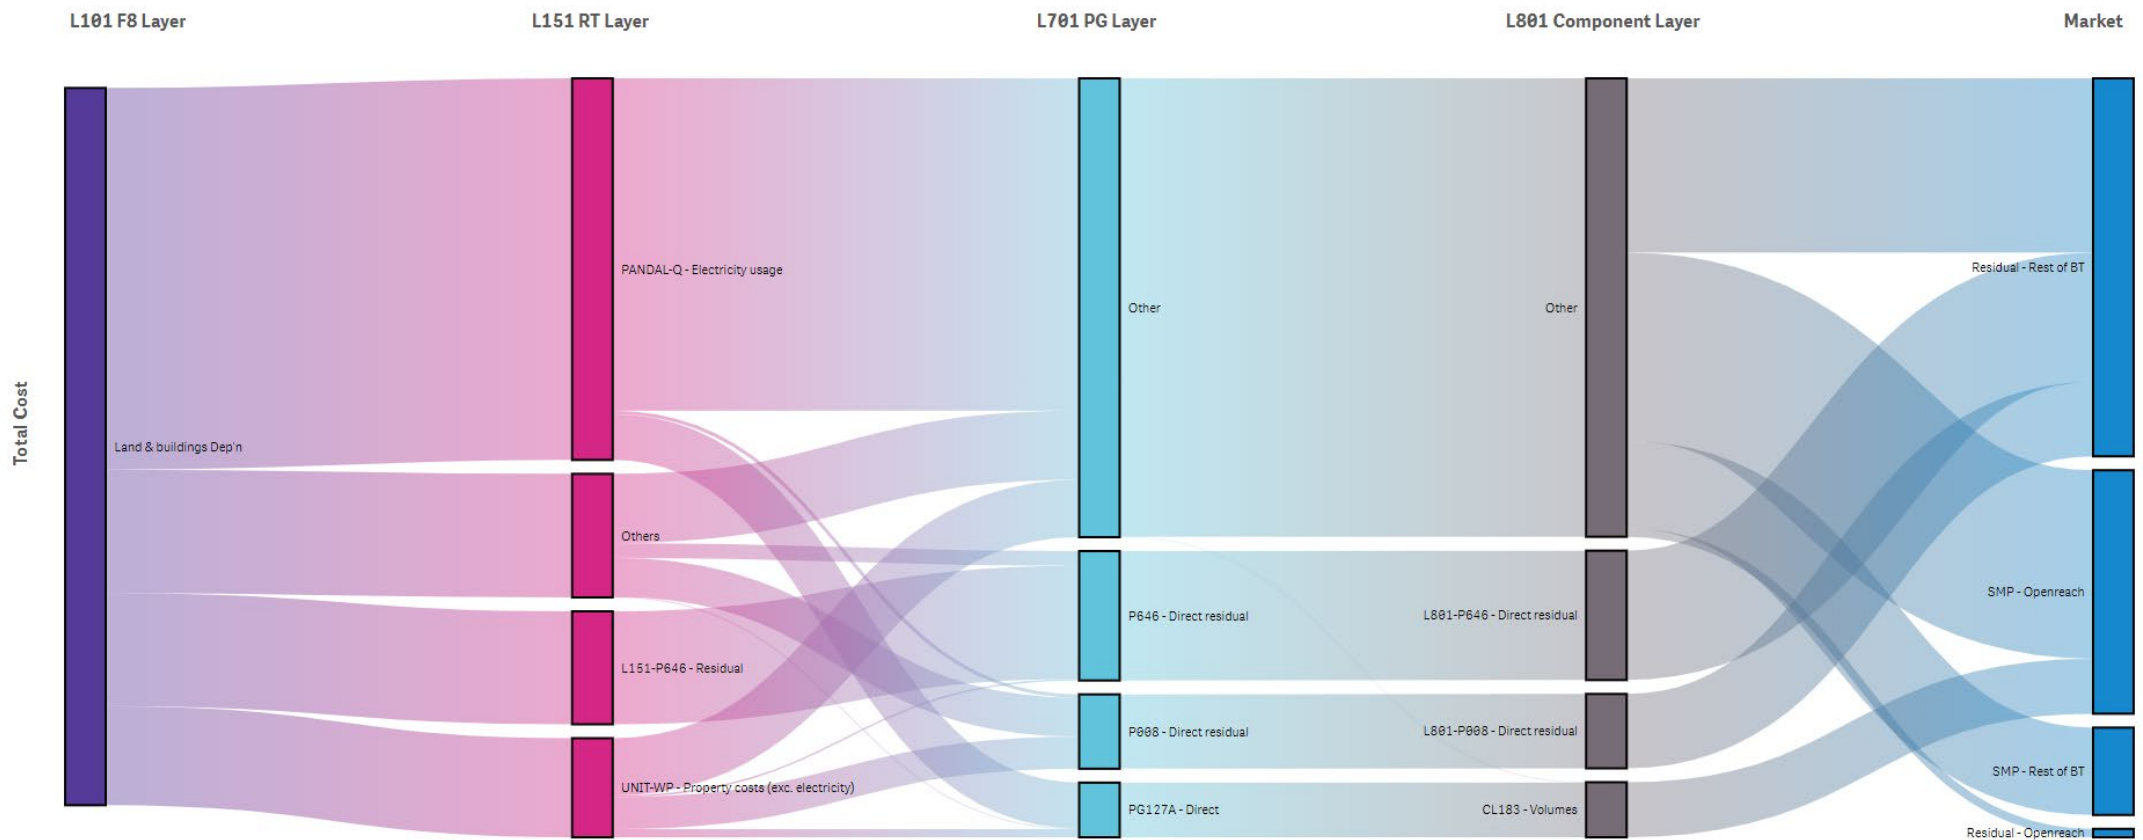 L101 F8 Layer
L151 RT Layer
L701 PG Layer
L801 Component Layer
Market
Total Cost
Land & buildings Dep'n
PANDAL-Q - Electricity usage
Others
L151-P646 - Residual
UNIT-WP - Property costs (exc. electricity)
Other
P646 - Direct residual
P008 - Direct residual
PG127A - Direct
Other
L801-P646 - Direct residual
L801-P008 - Direct residual
CL183 - Volumes
Residual - Rest of BT
SMP - Openreach
SMP - Rest of BT
Residual - Openreach